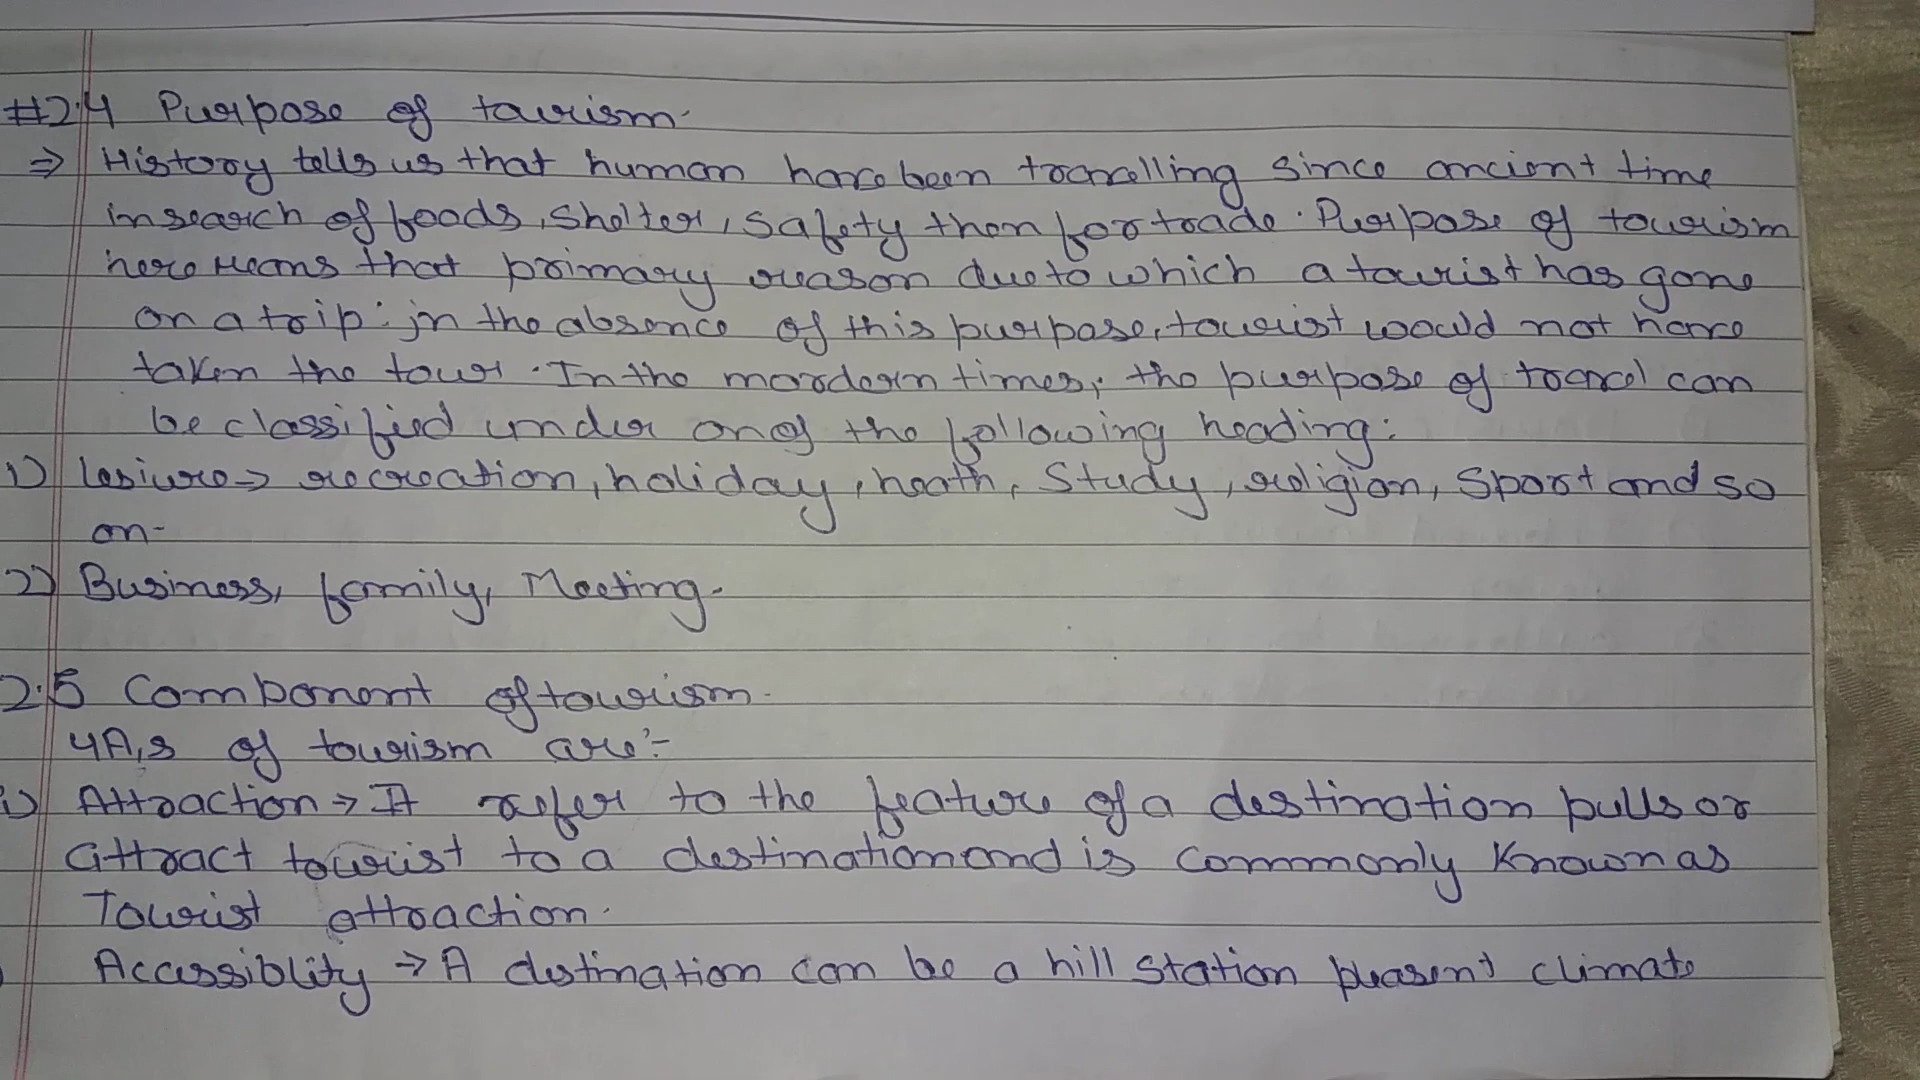 #2.4 Purpose of tourism.
⇒ History tells us that human have been travelling since ancient time
in search of foods, Shelter, Safety then for trade. Purpose of tourism
here Means that primary reason due to which a tourist has gone
on a trip. in the absence of this purpose, tourist would not have
taken the tour. In the mordern times, the purpose of travel can
be classified under one of the following heading:
1) Lesiure → recreation, holiday, heath, Study, religion, Sport and so
on-
2) Business, family, Meeting.
2.5 Component of tourism.
4A,s of tourism are:-
i) Attraction → It refer to the feature of a destination pulls or
attract tourist to a destination and is commonly Known as
Tourist attraction.
Accessiblity → A destination can be a hill station pleasent climate